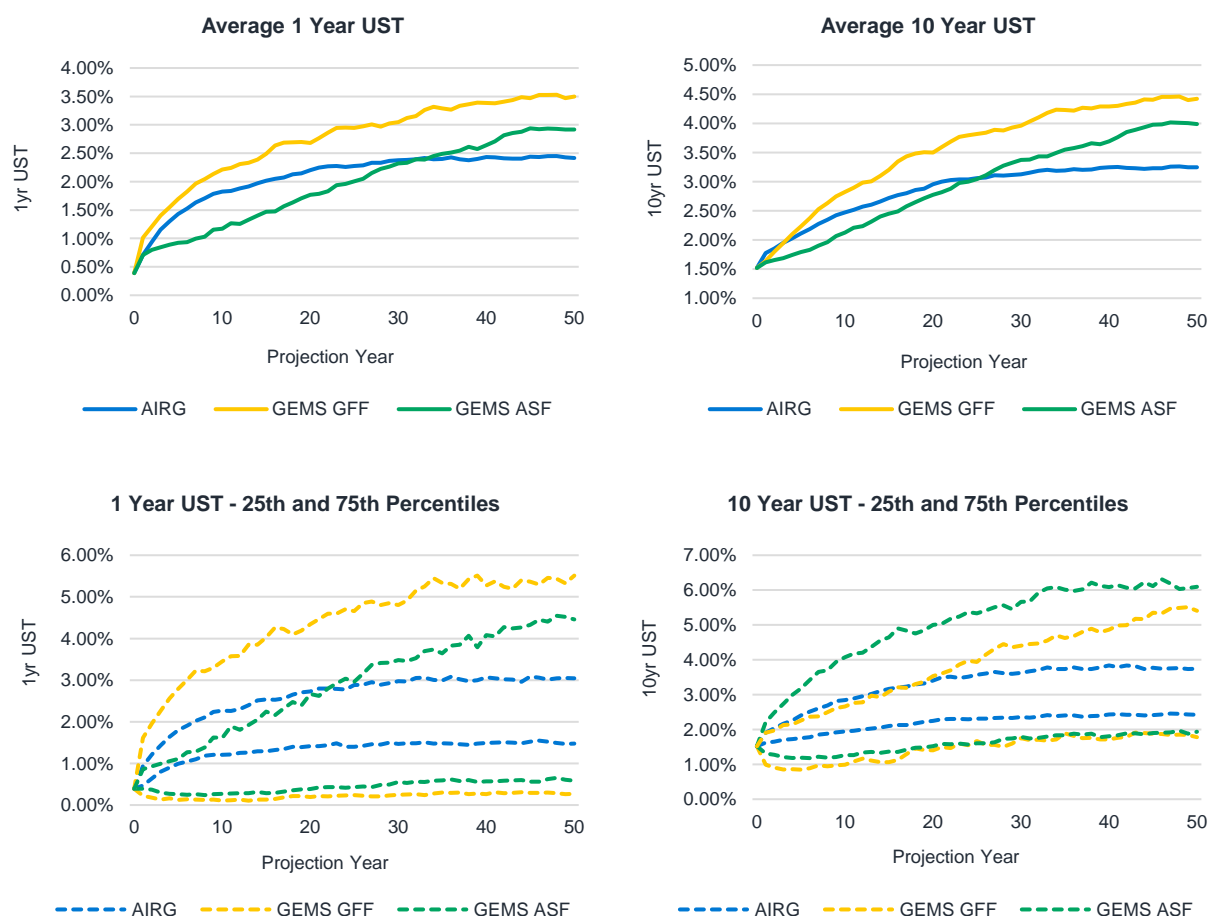 Average 1 Year UST
4.00%
3.50%
3.00%
2.50%
2.00%
1.50%
1.00%
0.50%
0.00%
1yr UST
0 10 20 30 40 50
Projection Year
AIRG GEMS GFF GEMS ASF
Average 10 Year UST
5.00%
4.50%
4.00%
3.50%
3.00%
2.50%
2.00%
1.50%
1.00%
10yr UST
0 10 20 30 40 50
Projection Year
AIRG GEMS GFF GEMS ASF
1 Year UST - 25th and 75th Percentiles
6.00%
5.00%
4.00%
3.00%
2.00%
1.00%
0.00%
1yr UST
0 10 20 30 40 50
Projection Year
AIRG GEMS GFF GEMS ASF
10 Year UST - 25th and 75th Percentiles
7.00%
6.00%
5.00%
4.00%
3.00%
2.00%
1.00%
0.00%
10yr UST
0 10 20 30 40 50
Projection Year
AIRG GEMS GFF GEMS ASF